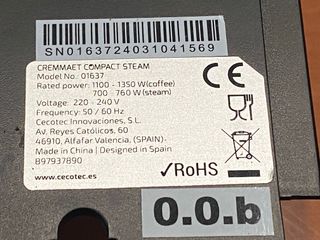 SN0163724031041569
CREMMAET COMPACT STEAM
Model No.: 01637
Rated power: 1100 - 1350 W(coffee)
700 - 760 W (steam)
Voltage: 220 - 240 V
Frequency: 50 / 60 Hz
Cecotec Innovaciones, S.L.
Av. Reyes Católicos, 60
46910, Alfafar Valencia, (SPAIN)
Made in China | Designed in Spain
B97937890
www.cecotec.es
CE
✓RoHS
0.0.b